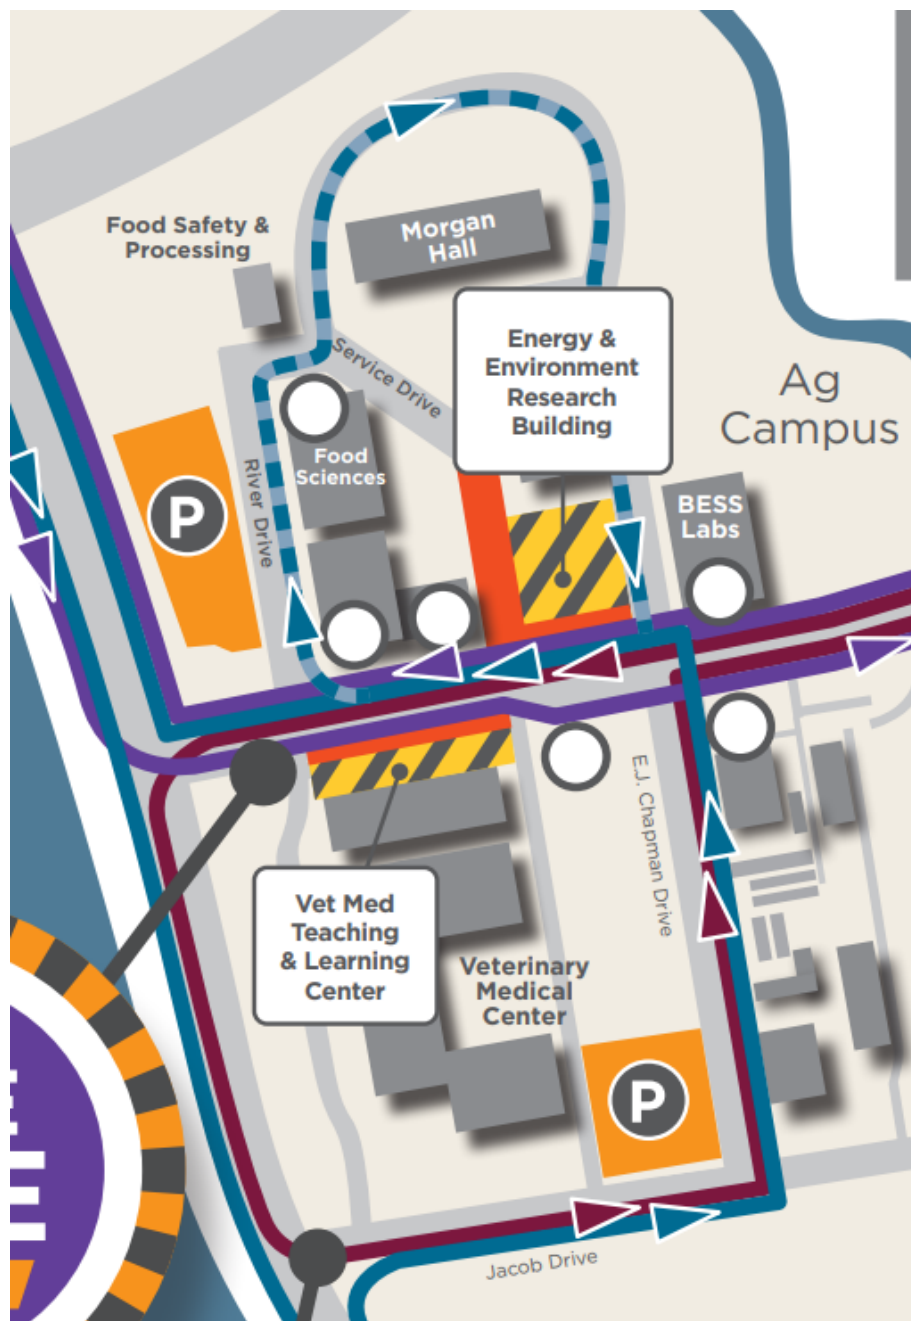 Food Safety &
Processing
Morgan
Hall
Energy &
Environment
Research
Building
Ag
Campus
Service Drive
Food
Sciences
River Drive
P
BESS
Labs
E.J. Chapman Drive
Vet Med
Teaching
& Learning
Center
Veterinary
Medical
Center
P
Jacob Drive